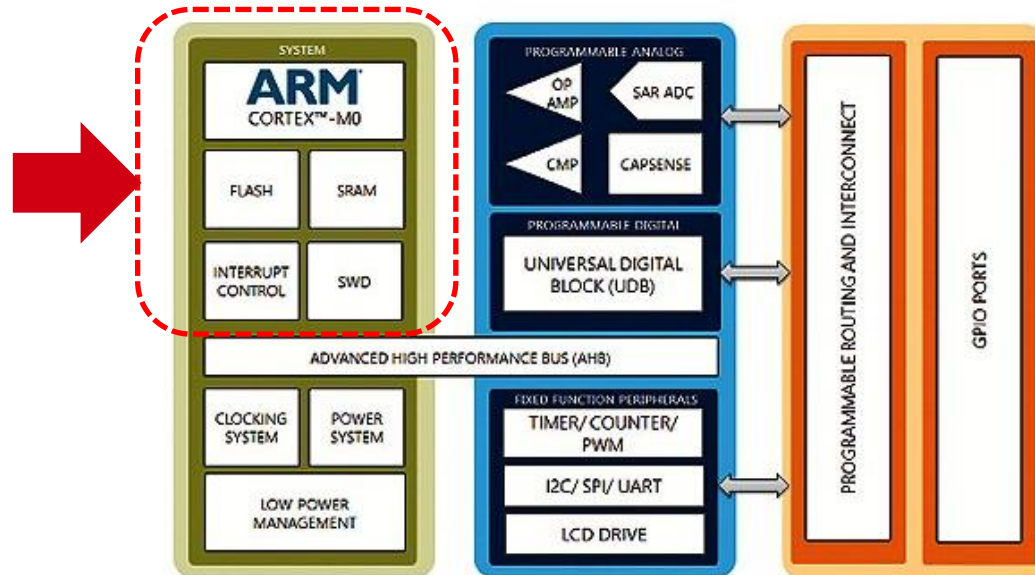 SYSTEM
ARM
CORTEX™-M0
FLASH
SRAM
INTERRUPT
CONTROL
SWD
ADVANCED HIGH PERFORMANCE BUS (AHB)
CLOCKING
SYSTEM
POWER
SYSTEM
LOW POWER
MANAGEMENT
PROGRAMMABLE ANALOG
OP
AMP
SAR ADC
CMP
CAPSENSE
PROGRAMMABLE DIGITAL
UNIVERSAL DIGITAL
BLOCK (UDB)
FIXED FUNCTION PERIPHERALS
TIMER/ COUNTER/
PWM
I2C/ SPI/ UART
LCD DRIVE
PROGRAMMABLE ROUTING AND INTERCONNECT
GPIO PORTS